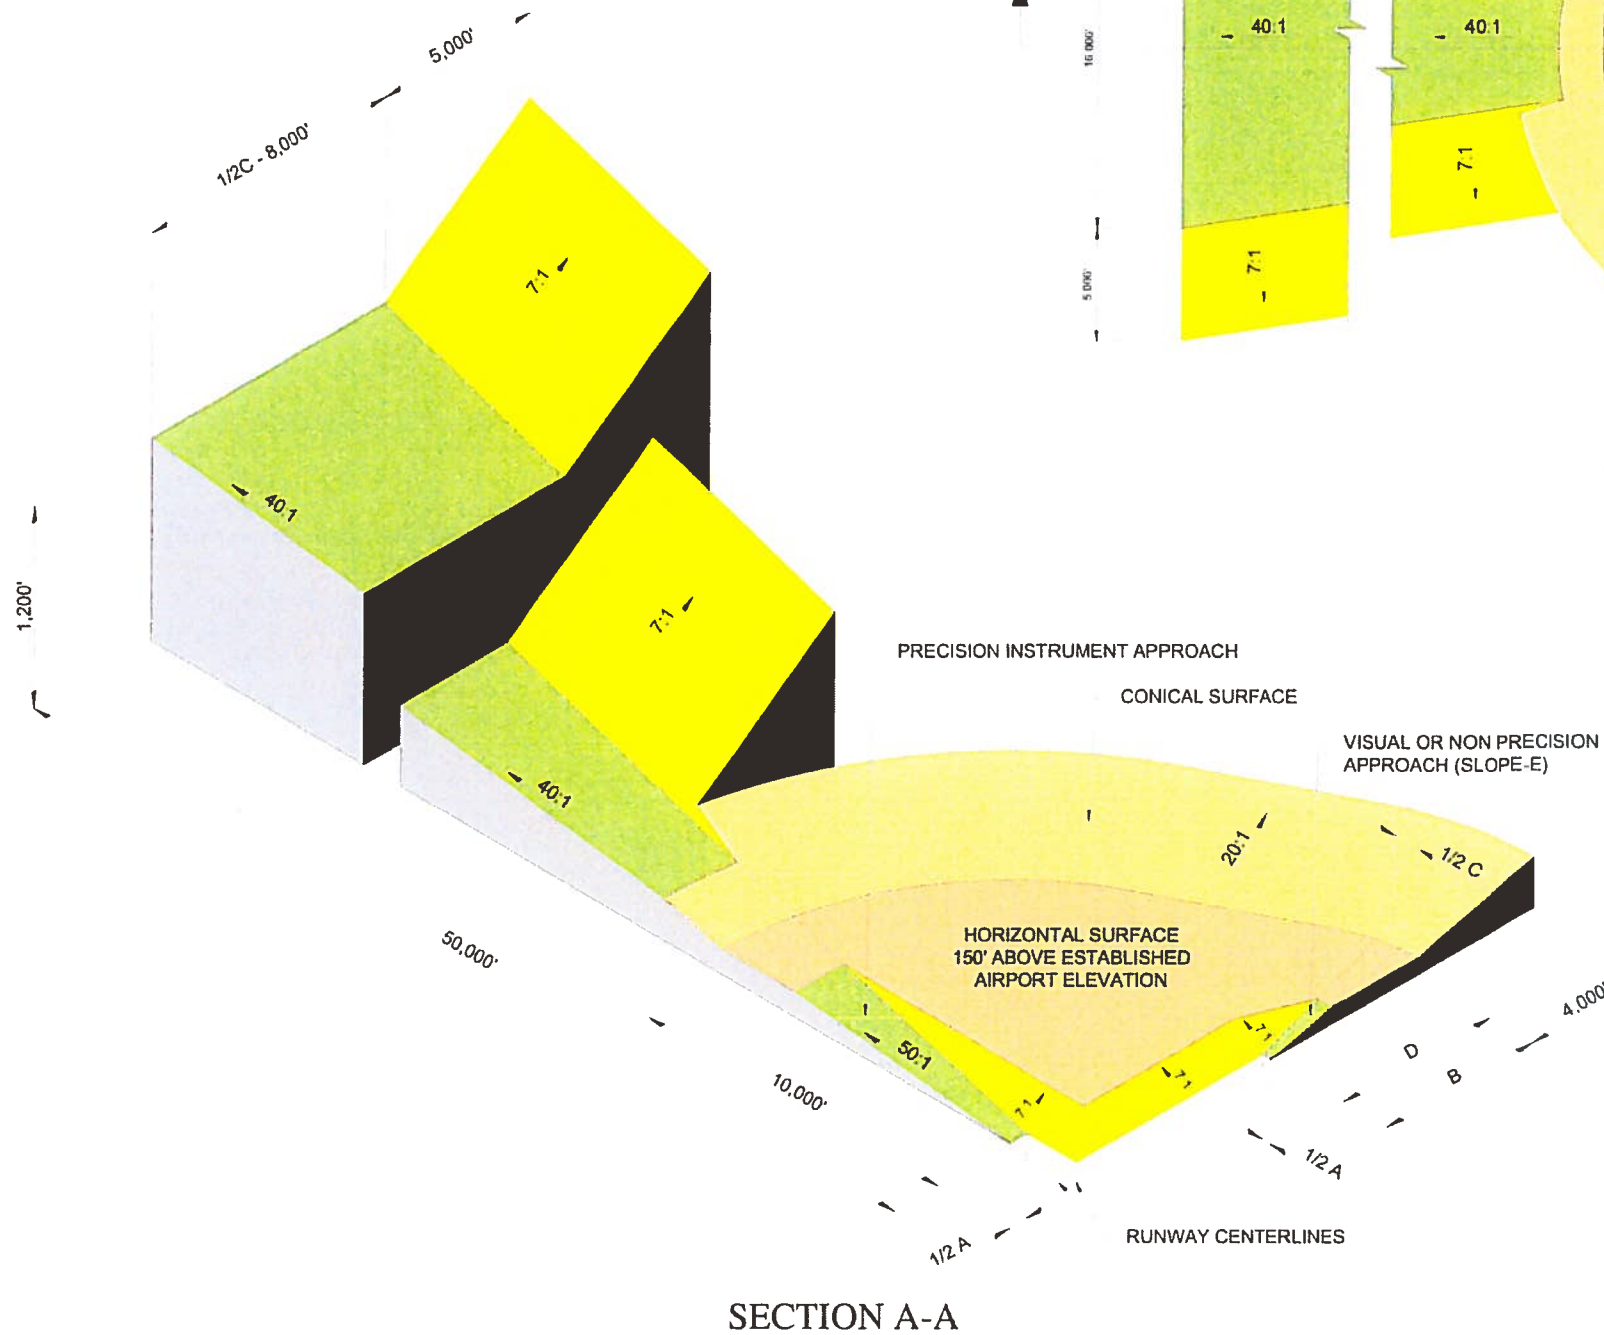 5,000'
1/2C - 8,000'
7:1
40:1
1,200'
7:1
40:1
50,000'
10,000'
1/2 A
50:1
7:1
7:1
7:1
16,000'
5,000'
40:1
7:1
40:1
7:1
PRECISION INSTRUMENT APPROACH
CONICAL SURFACE
VISUAL OR NON PRECISION
APPROACH (SLOPE-E)
20:1
1/2 C
HORIZONTAL SURFACE
150' ABOVE ESTABLISHED
AIRPORT ELEVATION
4,000'
D
B
1/2 A
RUNWAY CENTERLINES
SECTION A-A